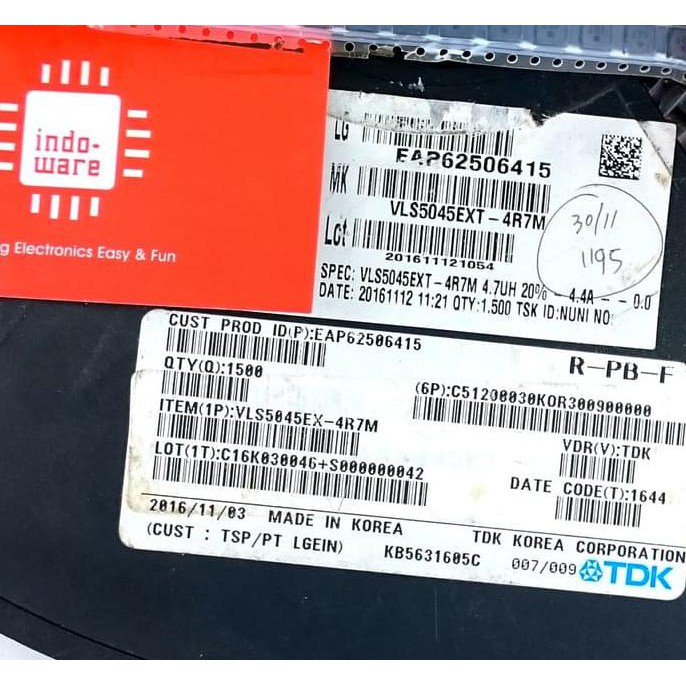 indo-
ware
g Electronics Easy & Fun
LG
EAP62506415
MK
VLS5045EXT-4R7M
Lot
201611121054
SPEC: VLS5045EXT-4R7M 4.7UH 20% - 4.4A - - 0.0
DATE: 20161112 11:21 QTY:1.500 TSK ID:NUNI NO:
30/11
1195
CUST PROD ID(P):EAP62506415
R-PB-F
QTY(Q):1500
(6P):C51200030KOR300900000
ITEM(1P):VLS5045EX-4R7M
VDR(V):TDK
LOT(1T):C16K030046+S000000042
DATE CODE(T):1644
2016/11/03 MADE IN KOREA
TDK KOREA CORPORATION
(CUST : TSP/PT LGEIN)
KB5631605C
007/009 TDK